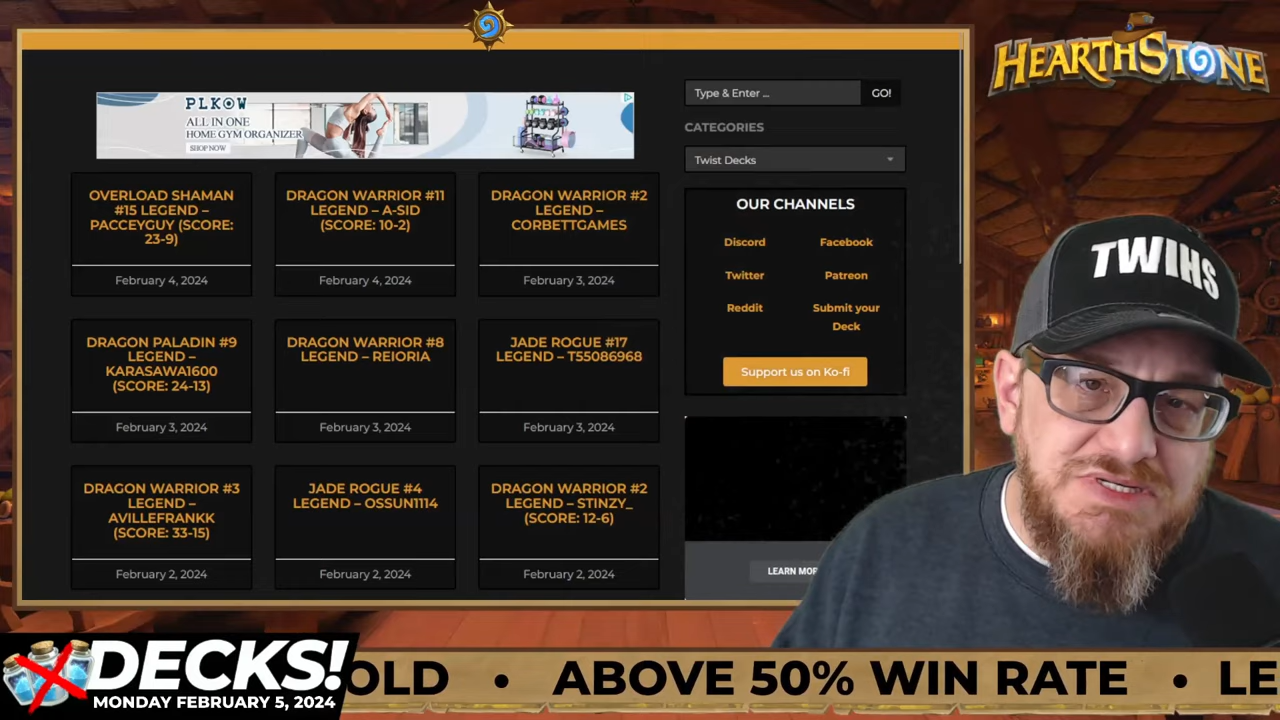 HEARTHSTONE
PLKOW
ALL IN ONE
HOME GYM ORGANIZER
SHOP NOW
Type & Enter ...
GO!
CATEGORIES
Twist Decks
OVERLOAD SHAMAN
#15 LEGEND –
PACCEYGUY (SCORE:
23-9)
February 4, 2024
DRAGON WARRIOR #11
LEGEND – A-SID
(SCORE: 10-2)
February 4, 2024
DRAGON WARRIOR #2
LEGEND –
CORBETTGAMES
February 3, 2024
DRAGON PALADIN #9
LEGEND –
KARASAWA1600
(SCORE: 24-13)
February 3, 2024
DRAGON WARRIOR #8
LEGEND – REIORIA
February 3, 2024
JADE ROGUE #17
LEGEND – T55086968
February 3, 2024
DRAGON WARRIOR #3
LEGEND –
AVILLEFRANKK
(SCORE: 33-15)
February 2, 2024
JADE ROGUE #4
LEGEND – OSSUN1114
February 2, 2024
DRAGON WARRIOR #2
LEGEND – STINZY_
(SCORE: 12-6)
February 2, 2024
OUR CHANNELS
Discord
Facebook
Twitter
Patreon
Reddit
Submit your
Deck
Support us on Ko-fi
LEARN MOR
TWIHS
DECKS!
MONDAY FEBRUARY 5, 2024
OLD • ABOVE 50% WIN RATE • LE